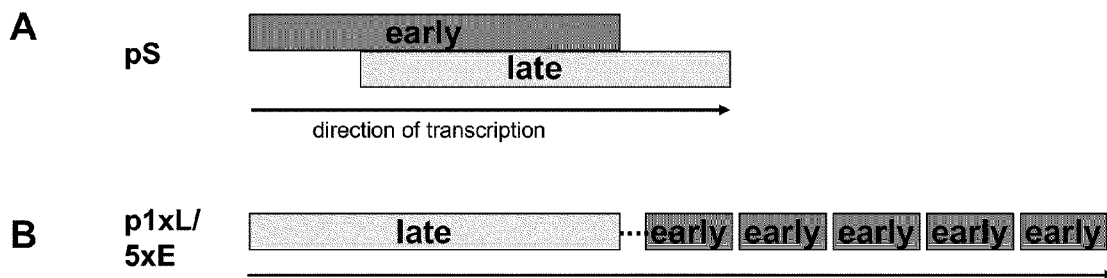 A
pS
early
late
direction of transcription
B
p1xL/
5xE
late early early early early early